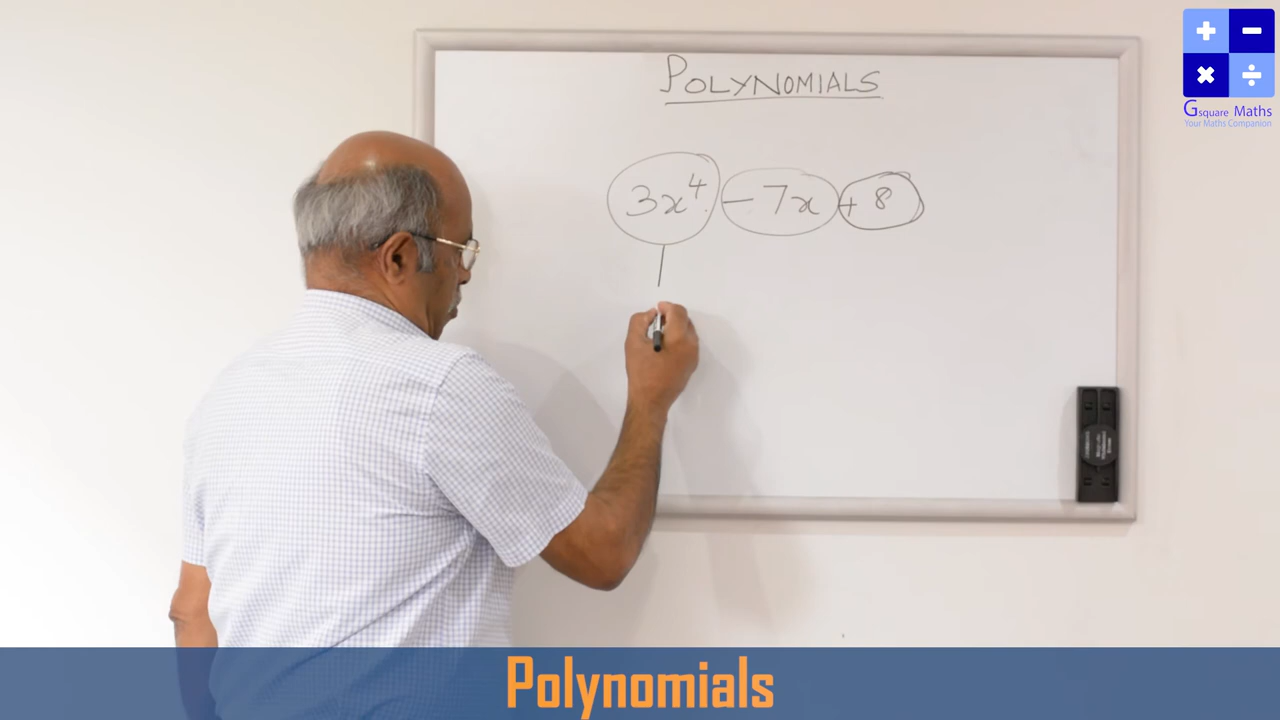 POLYNOMIALS
3x⁴ - 7x + 8
+ -
× ÷
Gsquare Maths
Your Maths Companion
Polynomials